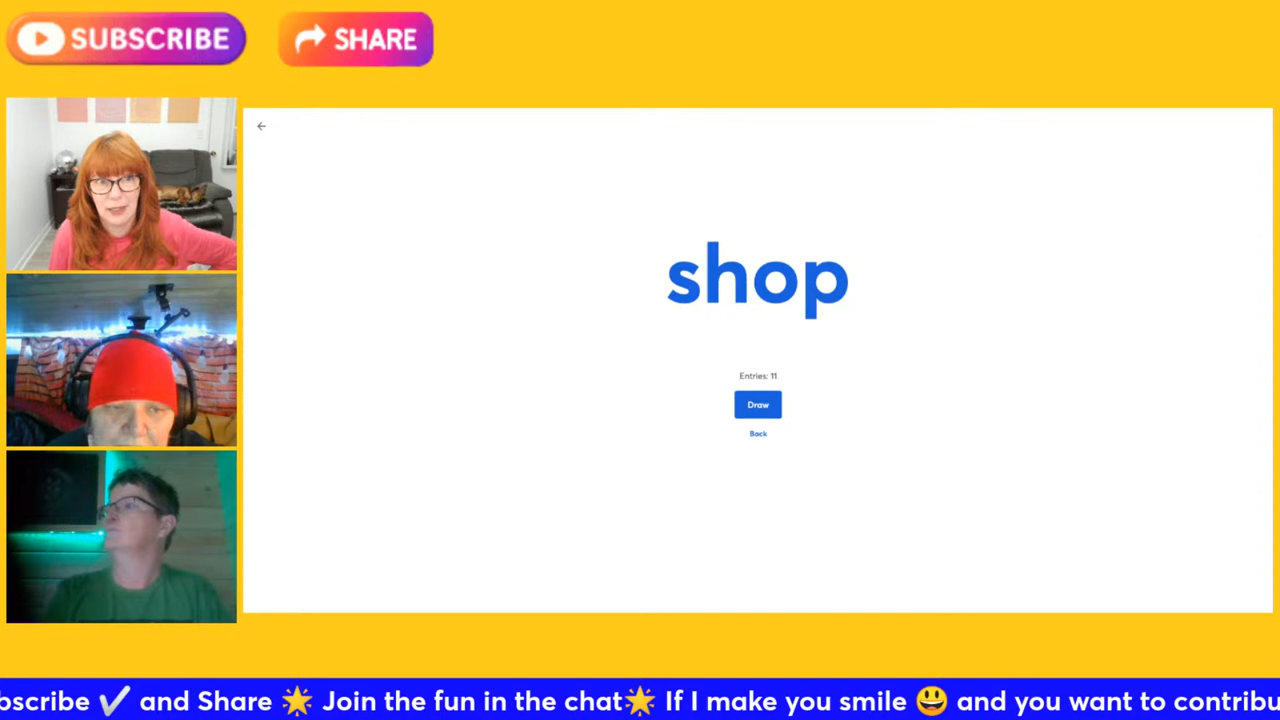 SUBSCRIBE
SHARE
←
shop
Entries: 11
Draw
Back
bscribe ✔ and Share 🌟 Join the fun in the chat🌟 If I make you smile 😃 and you want to contribu